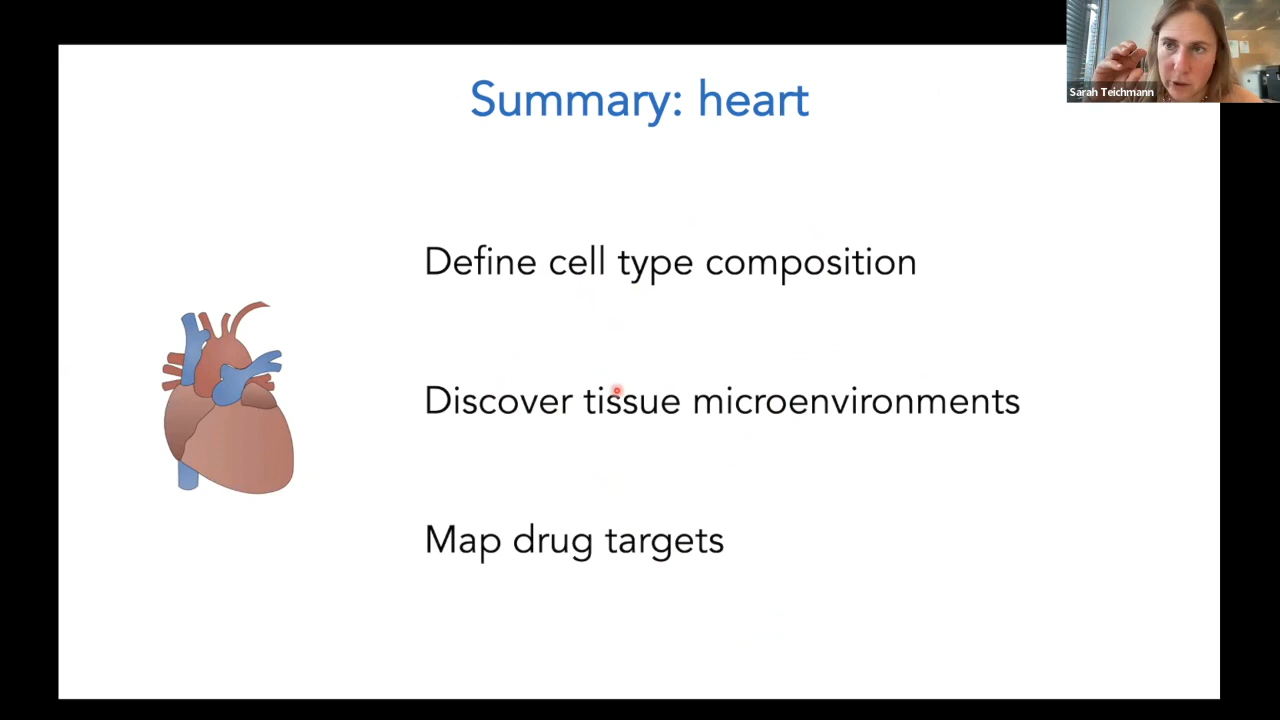 Summary: heart
Sarah Teichmann
Define cell type composition
Discover tissue microenvironments
Map drug targets